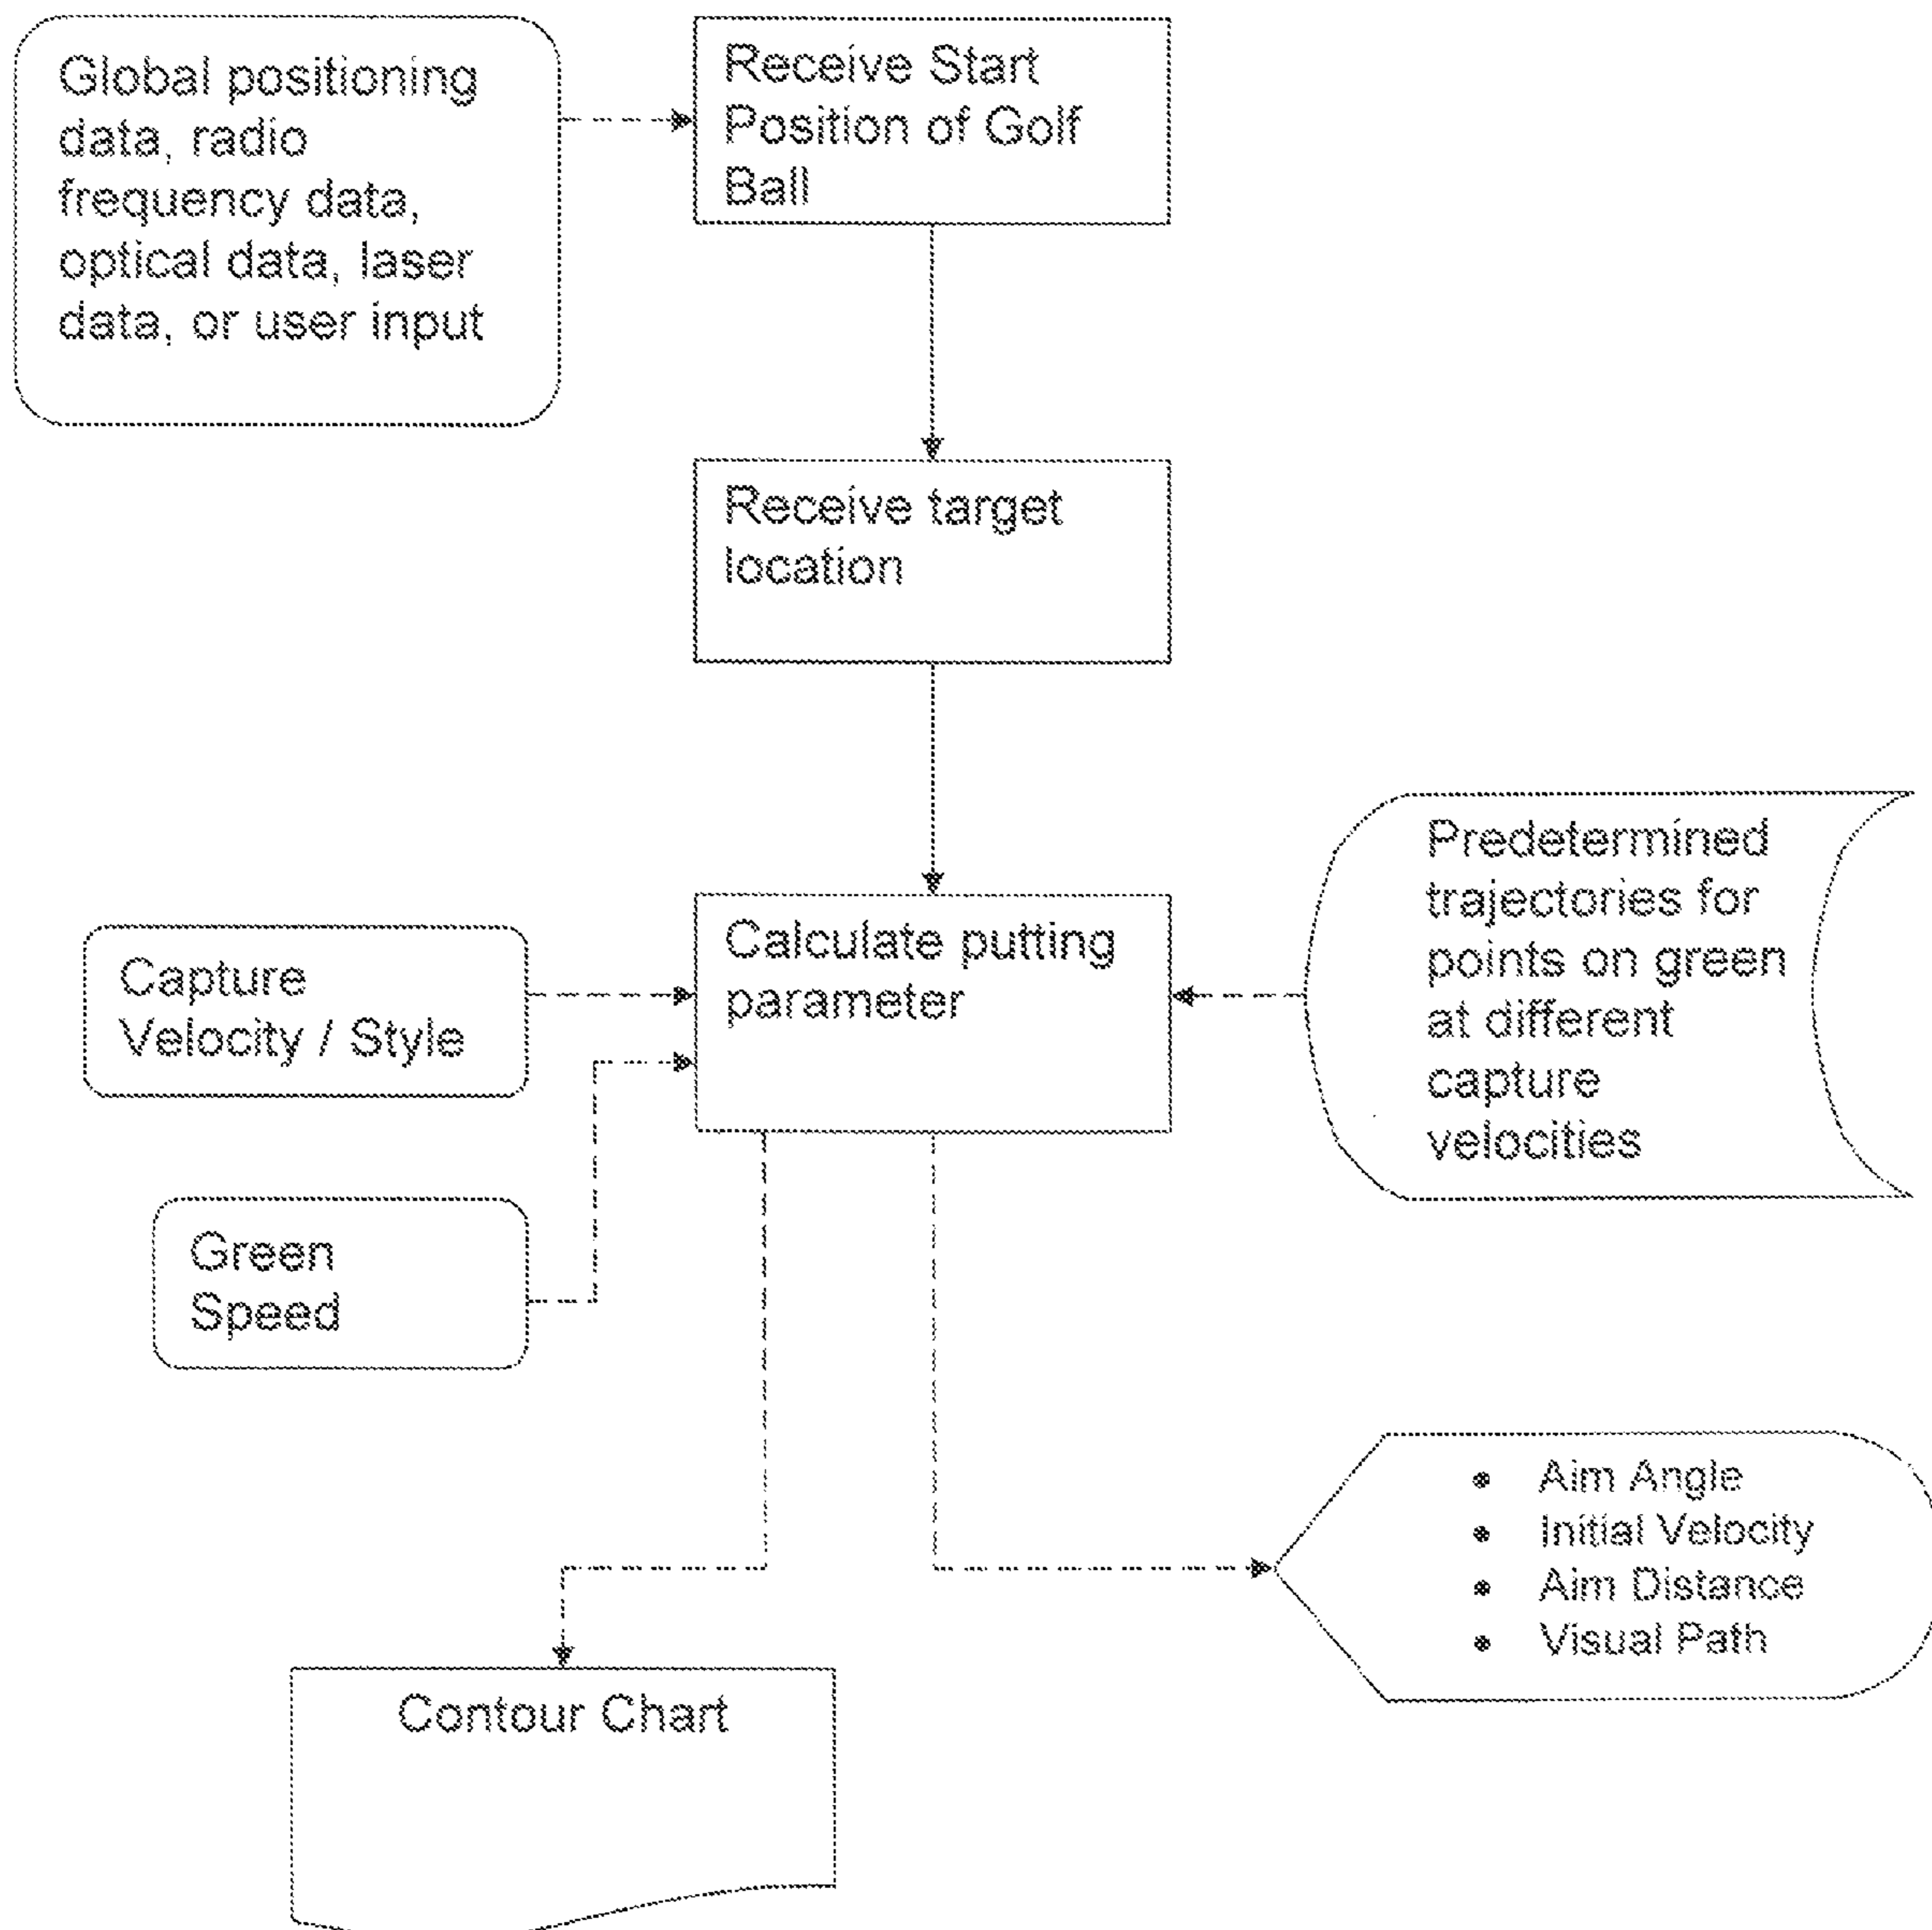 Global positioning
data, radio
frequency data,
optical data, laser
data, or user input
Receive Start
Position of Golf
Ball
Receive target
location
Capture
Velocity / Style
Calculate putting
parameter
Predetermined
trajectories for
points on green
at different
capture
velocities
Green
Speed
• Aim Angle
• Initial Velocity
• Aim Distance
• Visual Path
Contour Chart